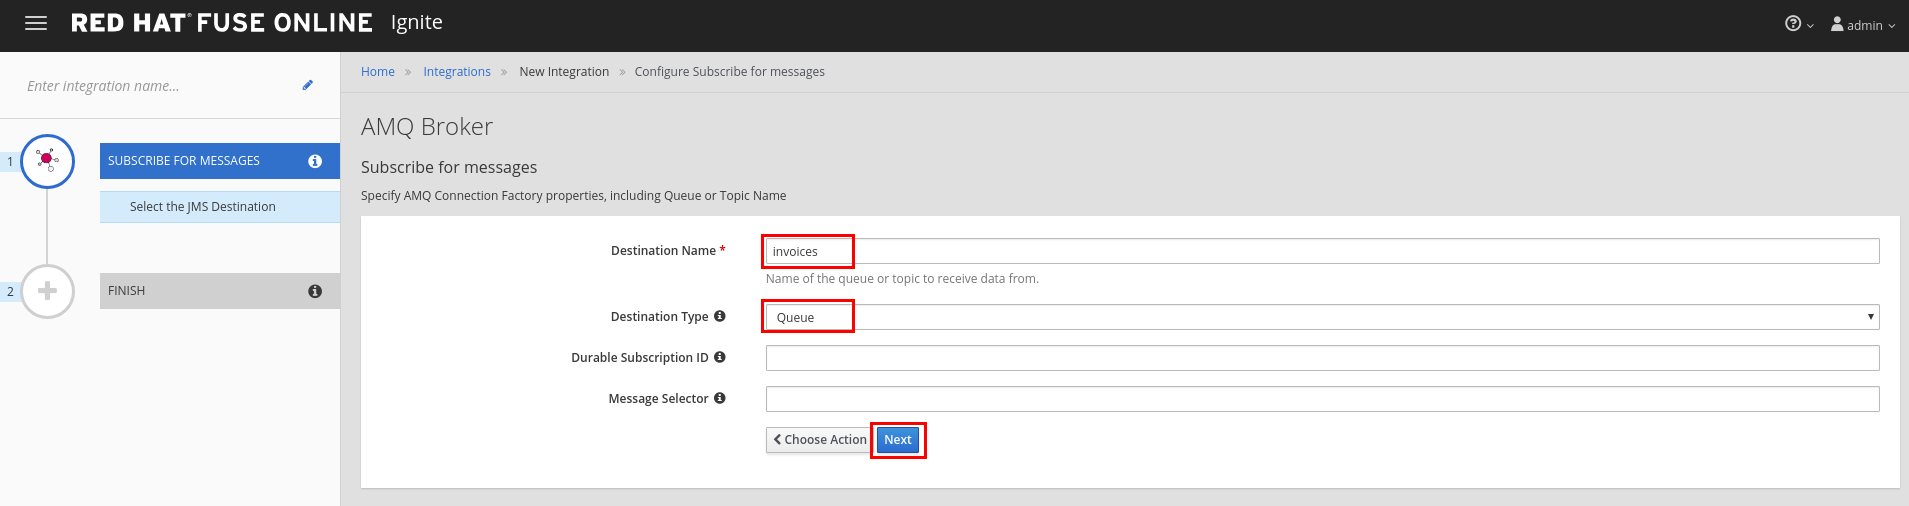 RED HAT® FUSE ONLINE Ignite
admin
Enter integration name...
Home » Integrations » New Integration » Configure Subscribe for messages
AMQ Broker
1 SUBSCRIBE FOR MESSAGES
Select the JMS Destination
2 FINISH
Subscribe for messages
Specify AMQ Connection Factory properties, including Queue or Topic Name
Destination Name * invoices
Name of the queue or topic to receive data from.
Destination Type Queue
Durable Subscription ID
Message Selector
Choose Action Next